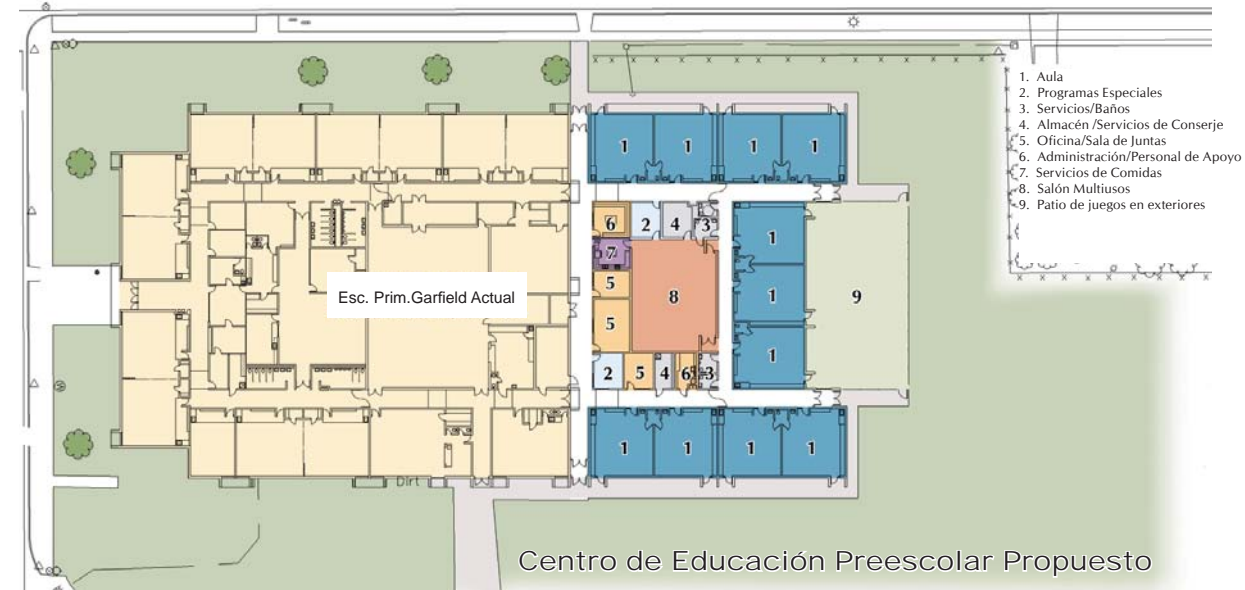 1. Aula
2. Programas Especiales
3. Servicios/Baños
4. Almacén /Servicios de Conserje
5. Oficina/Sala de Juntas
6. Administración/Personal de Apoyo
7. Servicios de Comidas
8. Salón Multiusos
9. Patio de juegos en exteriores
1 1 1 1
6 2 4 3
7
5
5
8
1
1
1
9
Esc. Prim.Garfield Actual
2 5 4 6 3
1 1 1 1
Dirt
Centro de Educación Preescolar Propuesto